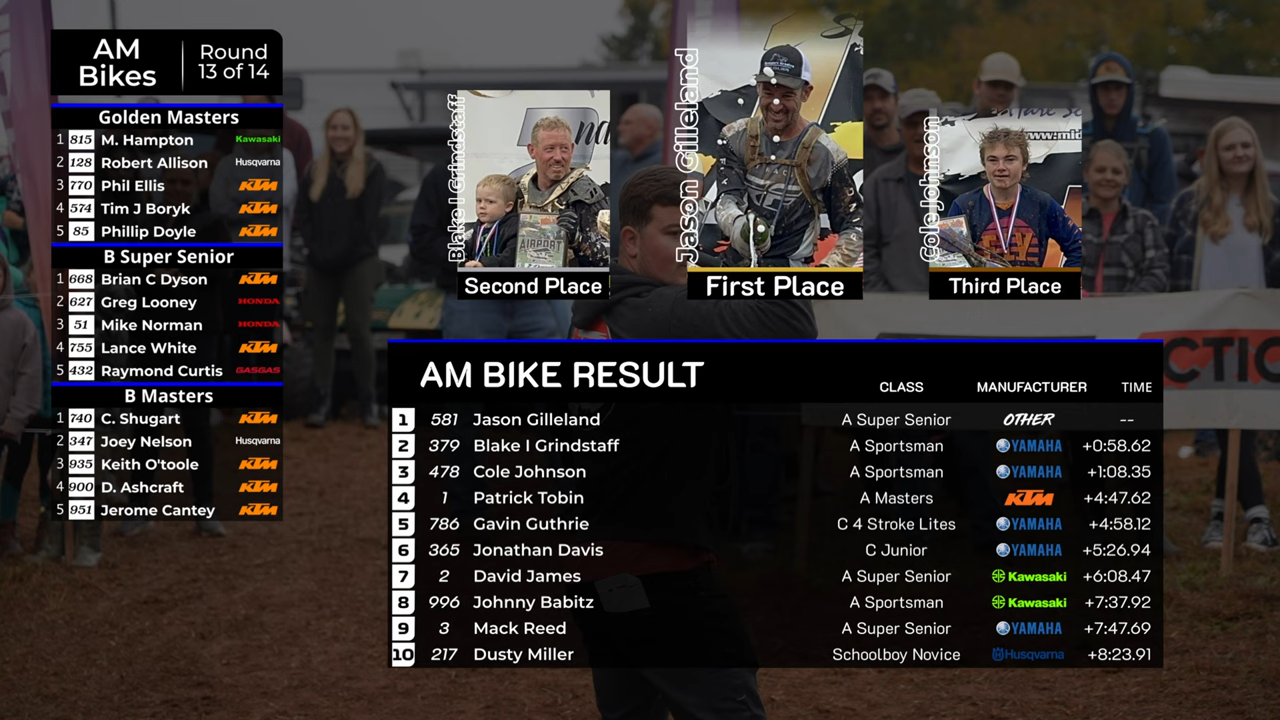 AM
Bikes
Round
13 of 14
Golden Masters
1 815 M. Hampton Kawasaki
2 128 Robert Allison Husqvarna
3 770 Phil Ellis KTM
4 574 Tim J Boryk KTM
5 85 Phillip Doyle KTM
B Super Senior
1 668 Brian C Dyson KTM
2 627 Greg Looney HONDA
3 51 Mike Norman HONDA
4 755 Lance White KTM
5 432 Raymond Curtis GASGAS
B Masters
1 740 C. Shugart KTM
2 347 Joey Nelson Husqvarna
3 935 Keith O'toole KTM
4 900 D. Ashcraft KTM
5 951 Jerome Cantey KTM
Blake I Grindstaff
AIRPORT
Second Place
Jason Gilleland
First Place
Cole Johnson
www.mid
Third Place
CTIO
AM BIKE RESULT
CLASS MANUFACTURER TIME
1 581 Jason Gilleland A Super Senior OTHER --
2 379 Blake I Grindstaff A Sportsman YAMAHA +0:58.62
3 478 Cole Johnson A Sportsman YAMAHA +1:08.35
4 1 Patrick Tobin A Masters KTM +4:47.62
5 786 Gavin Guthrie C 4 Stroke Lites YAMAHA +4:58.12
6 365 Jonathan Davis C Junior YAMAHA +5:26.94
7 2 David James A Super Senior Kawasaki +6:08.47
8 996 Johnny Babitz A Sportsman Kawasaki +7:37.92
9 3 Mack Reed A Super Senior YAMAHA +7:47.69
10 217 Dusty Miller Schoolboy Novice Husqvarna +8:23.91